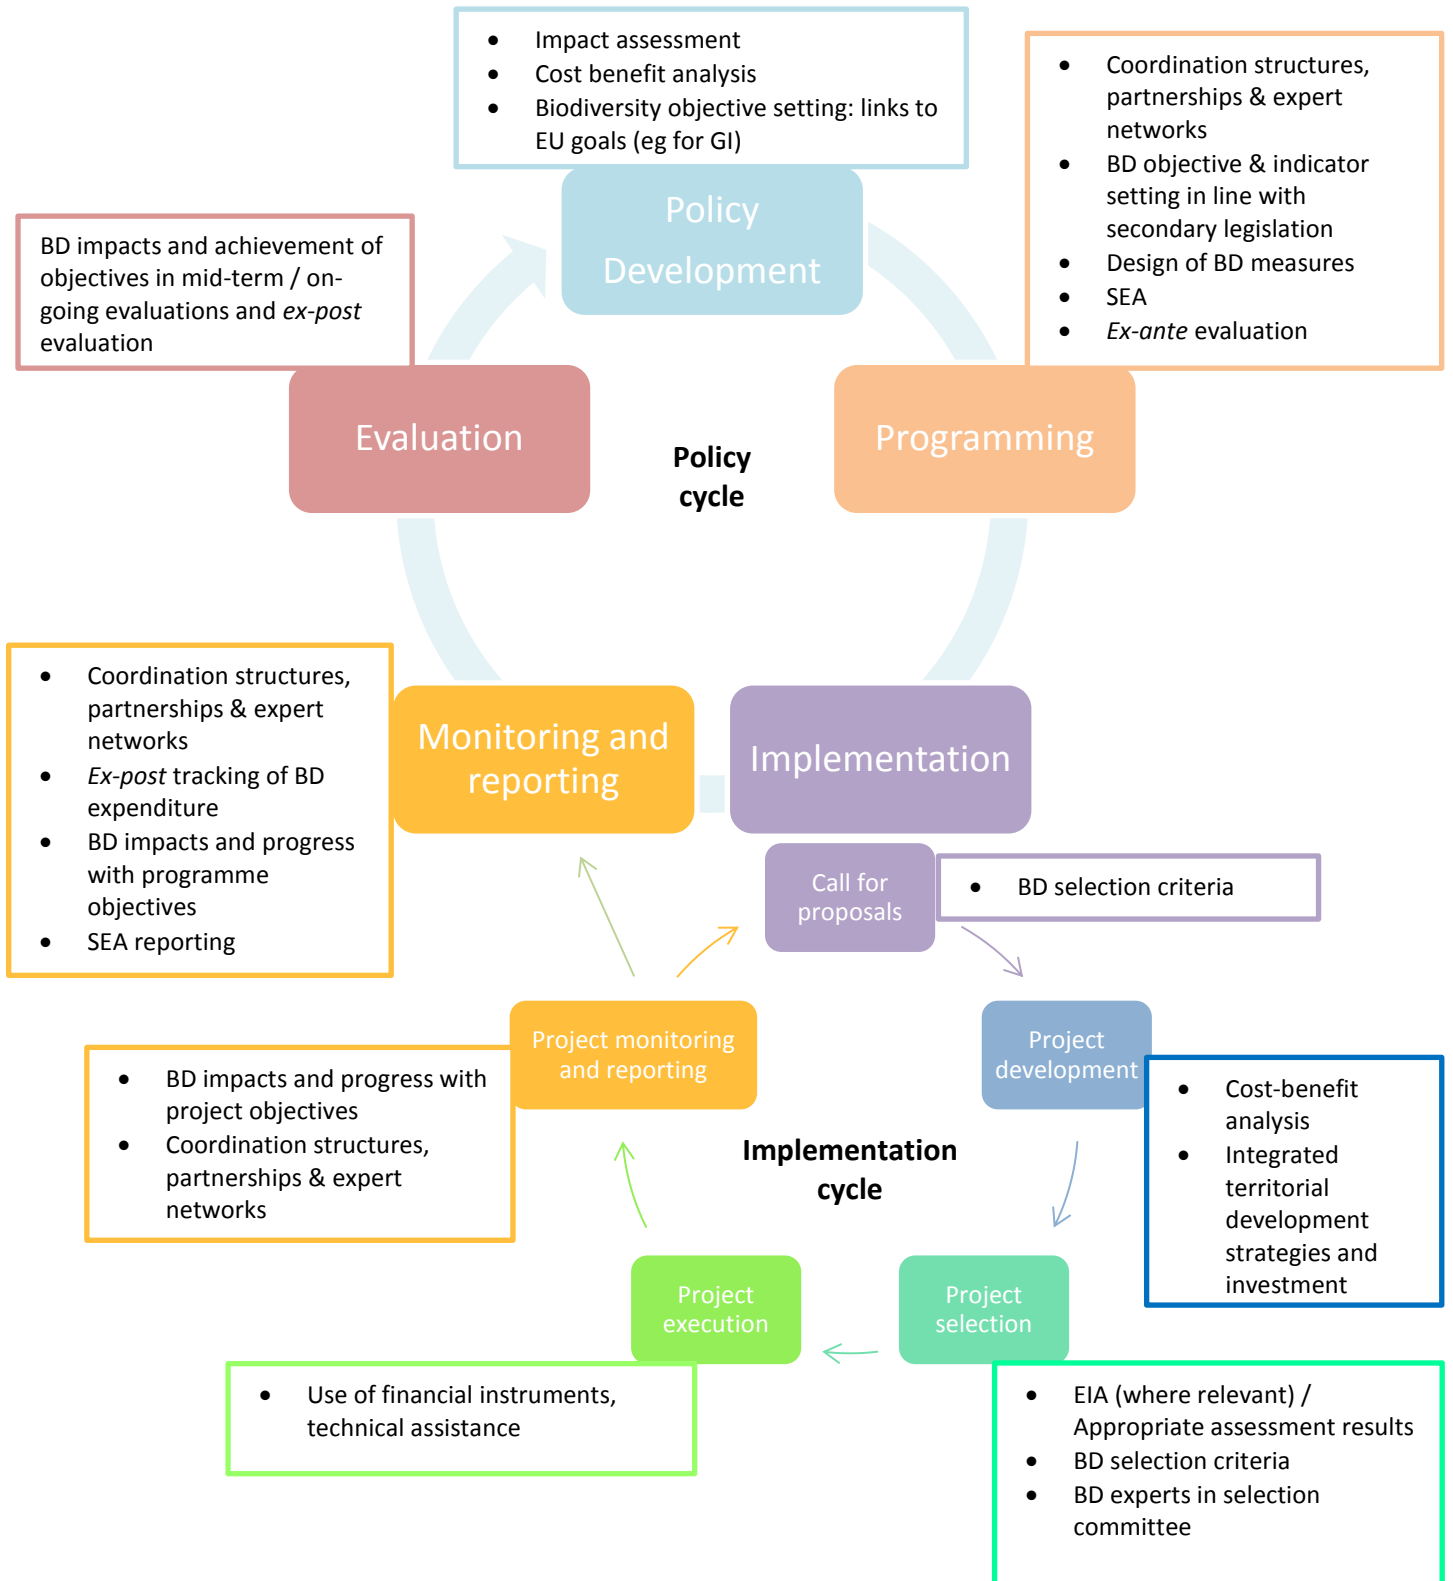 • Impact assessment
• Cost benefit analysis
• Biodiversity objective setting: links to
EU goals (eg for GI)
Policy
Development
• Coordination structures,
partnerships & expert
networks
• BD objective & indicator
setting in line with
secondary legislation
• Design of BD measures
• SEA
• Ex-ante evaluation
Programming
BD impacts and achievement of
objectives in mid-term / on-
going evaluations and ex-post
evaluation
Evaluation
Policy
cycle
• Coordination structures,
partnerships & expert
networks
• Ex-post tracking of BD
expenditure
• BD impacts and progress
with programme
objectives
• SEA reporting
Monitoring and
reporting
Implementation
Call for
proposals
• BD selection criteria
Project
development
• Cost-benefit
analysis
• Integrated
territorial
development
strategies and
investment
Project monitoring
and reporting
• BD impacts and progress with
project objectives
• Coordination structures,
partnerships & expert
networks
Implementation
cycle
Project
selection
• EIA (where relevant) /
Appropriate assessment results
• BD selection criteria
• BD experts in selection
committee
Project
execution
• Use of financial instruments,
technical assistance